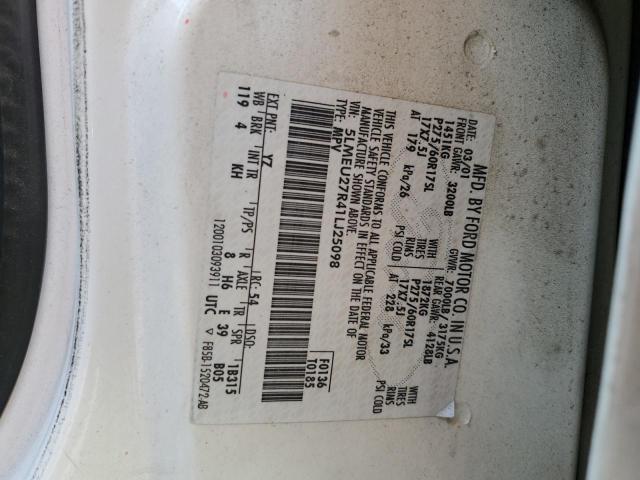 MFD. BY FORD MOTOR CO. IN U.S.A.
DATE: 03/01 GVWR: 7000LB/3175KG
FRONT GAWR: 3200LB REAR GAWR: 4128LB
1451KG WITH 1872KG WITH
P275/60R17SL TIRES P275/60R17SL TIRES
17X7.5J RIMS 17X7.5J RIMS
AT 179 kPa/26 PSI COLD AT 228 kPa/33 PSI COLD
THIS VEHICLE CONFORMS TO ALL APPLICABLE FEDERAL MOTOR
VEHICLE SAFETY STANDARDS IN EFFECT ON THE DATE OF
MANUFACTURE SHOWN ABOVE.
VIN: 5LMEU27R41LJ25098
TYPE: MPV
F0136
T0185
EXT PNT: YZ RC: 54 DSO:
WB BRK INT TR TP/PS R AXLE TR SPR 1B315
119 4 KH 8 H6 E 39 B05
1200103093911 UTC ▽ F85B-1520472-AB